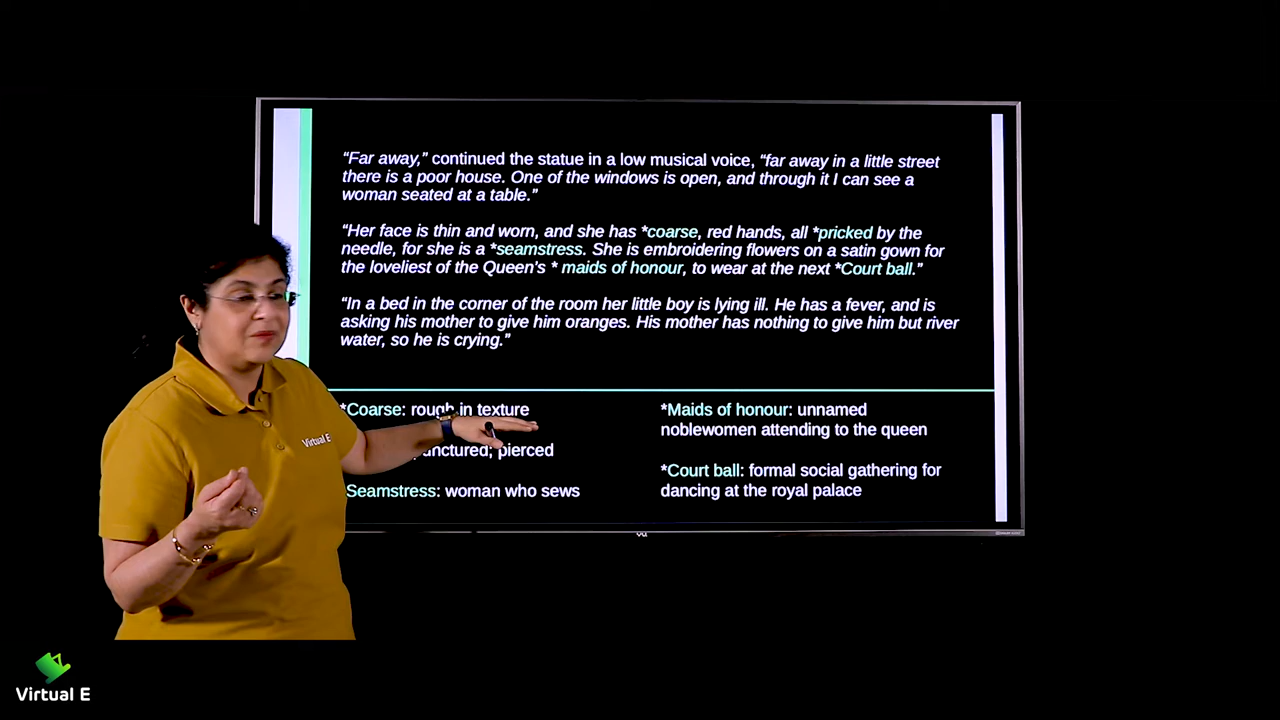 “Far away,” continued the statue in a low musical voice, “far away in a little street
there is a poor house. One of the windows is open, and through it I can see a
woman seated at a table.”
“Her face is thin and worn, and she has *coarse, red hands, all *pricked by the
needle, for she is a *seamstress. She is embroidering flowers on a satin gown for
the loveliest of the Queen’s * maids of honour, to wear at the next *Court ball.”
“In a bed in the corner of the room her little boy is lying ill. He has a fever, and is
asking his mother to give him oranges. His mother has nothing to give him but river
water, so he is crying.”
*Coarse: rough in texture
pierced
Seamstress: woman who sews
*Maids of honour: unnamed
noblewomen attending to the queen
*Court ball: formal social gathering for
dancing at the royal palace
Virtual E
Virtual E